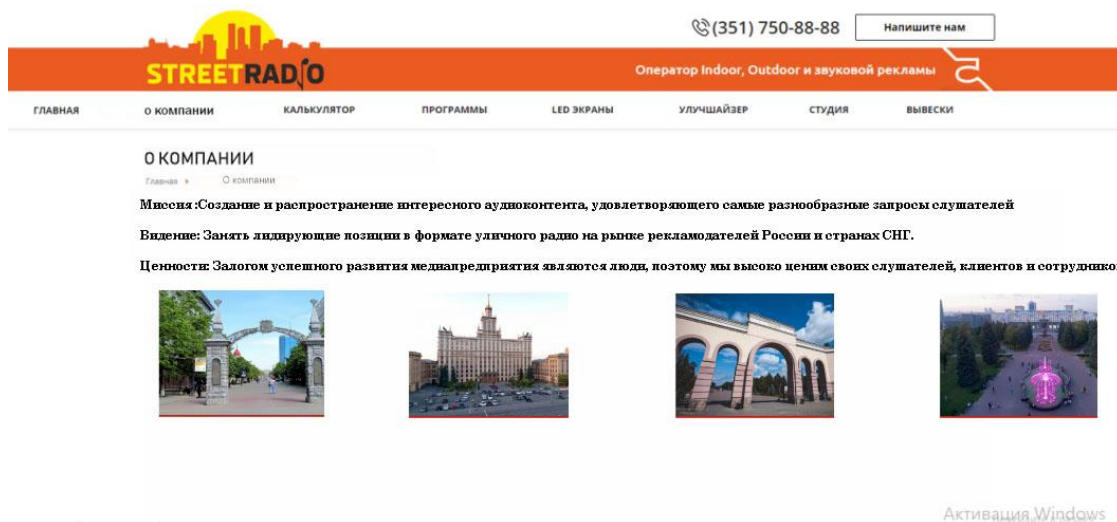 (351) 750-88-88
Напишите нам
STREETRADIO
Оператор Indoor, Outdoor и звуковой рекламы
ГЛАВНАЯ
О КОМПАНИИ
КАЛЬКУЛЯТОР
ПРОГРАММЫ
LED ЭКРАНЫ
УЛУЧШАЙЗЕР
СТУДИЯ
ВЫВЕСКИ
О КОМПАНИИ
Главная
О компании
Миссия :Создание и распространение интересного аудиоконтента, удовлетворяющего самые разнообразные запросы слушателей
Видение: Занять лидирующие позиции в формате уличного радио на рынке рекламодателей России и странах СНГ.
Ценности: Залогом успешного развития медиапредприятия являются люди, поэтому мы высоко ценим своих слушателей, клиентов и сотруднико
Активация Windows